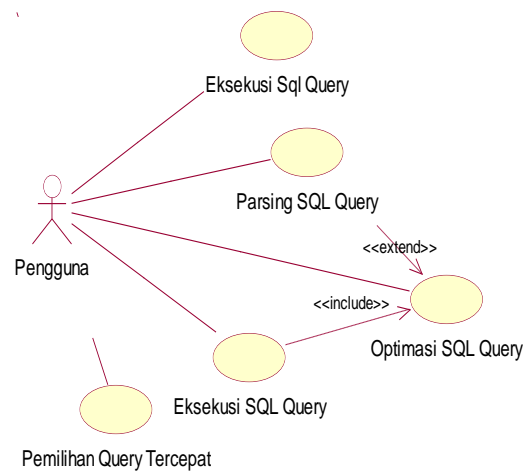 Eksekusi Sql Query
Parsing SQL Query
<<extend>>
Pengguna
<<include>>
Optimasi SQL Query
Eksekusi SQL Query
Pemilihan Query Tercepat